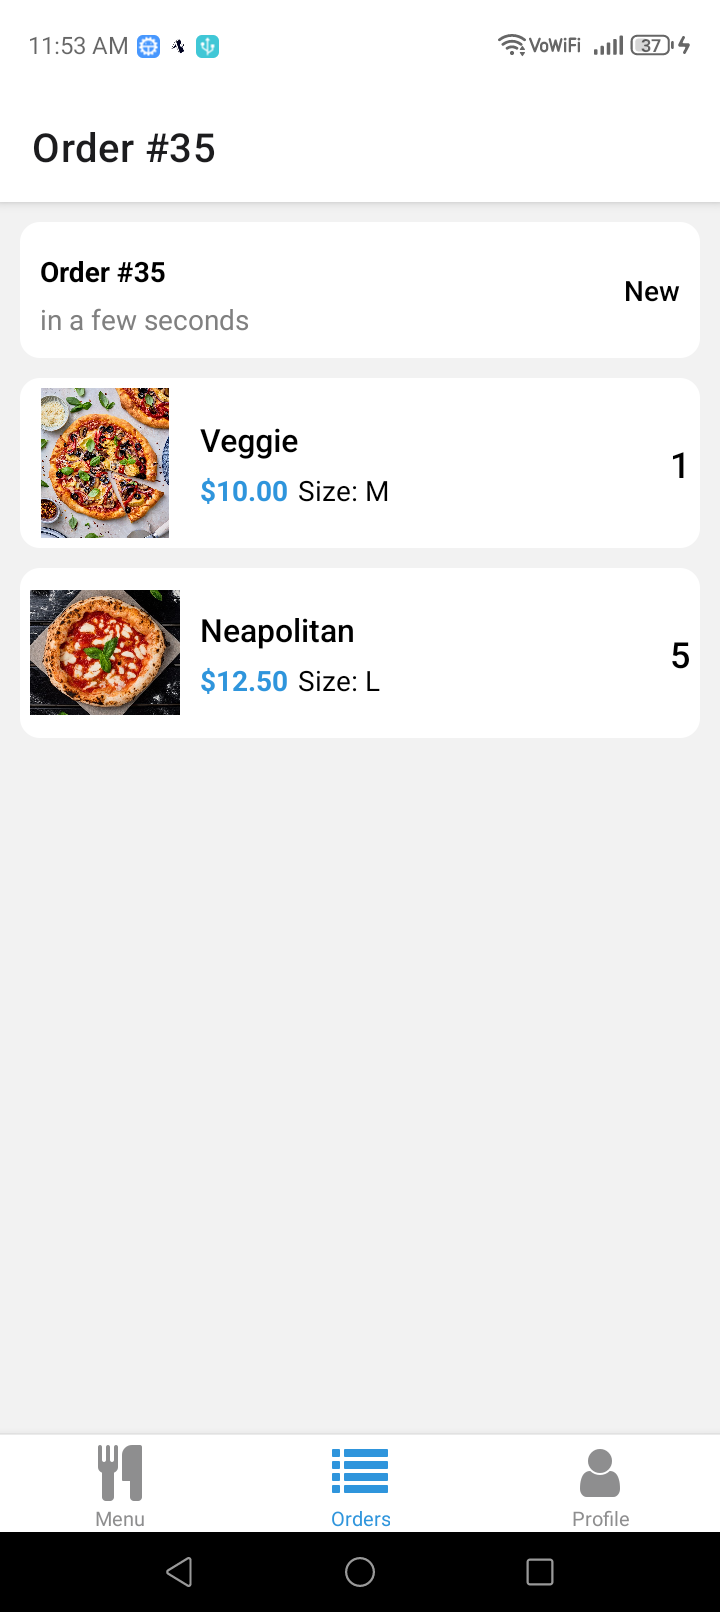 11:53 AM VoWiFi 37
Order #35
Order #35
in a few seconds
New
Veggie
$10.00 Size: M
1
Neapolitan
$12.50 Size: L
5
Menu Orders Profile